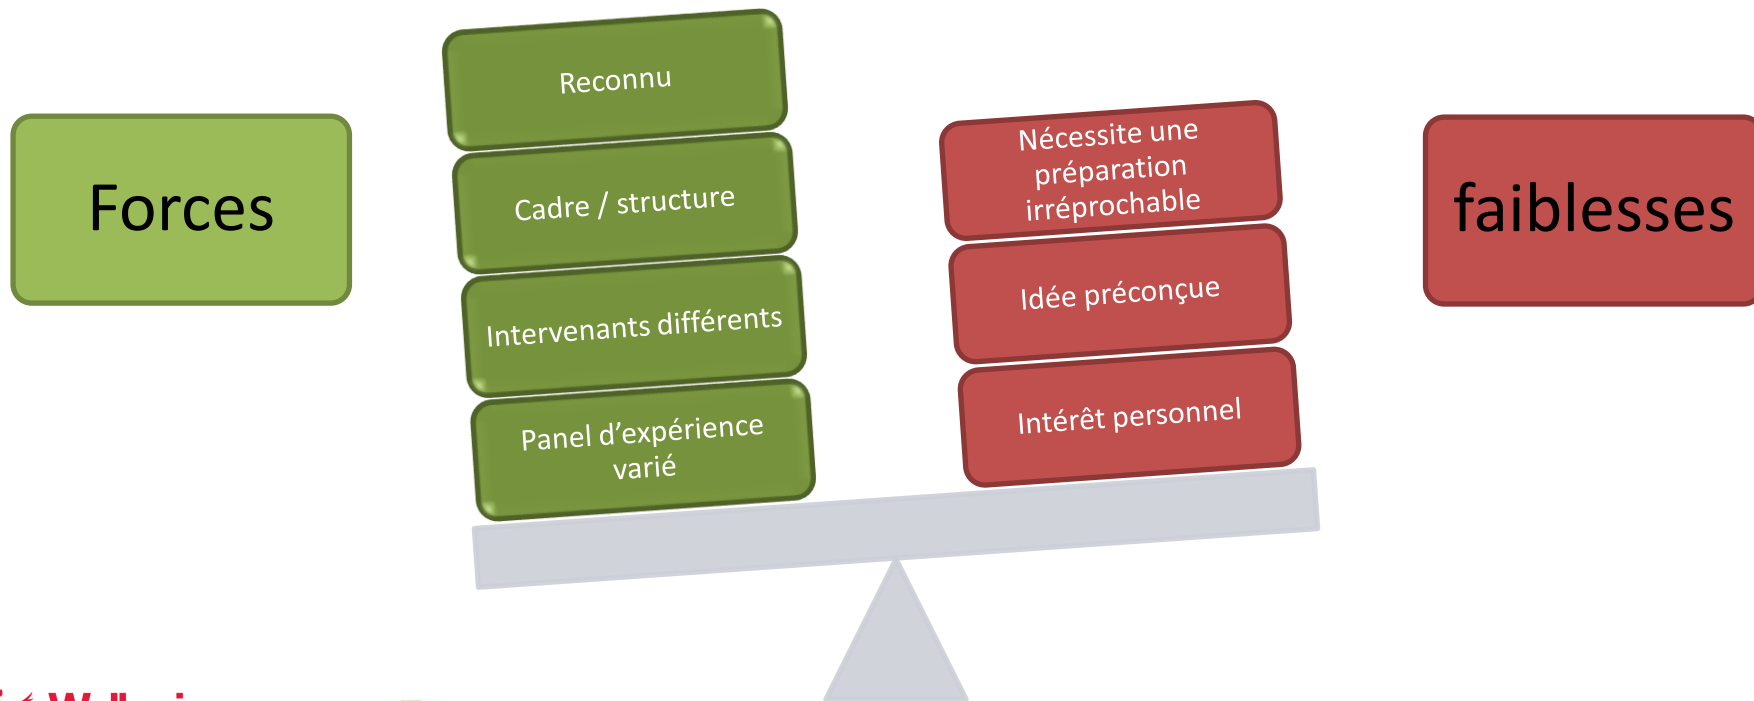 Forces
Reconnu
Cadre / structure
Intervenants différents
Panel d’expérience
varié
Nécessite une
préparation
irréprochable
Idée préconçue
Intérêt personnel
faiblesses